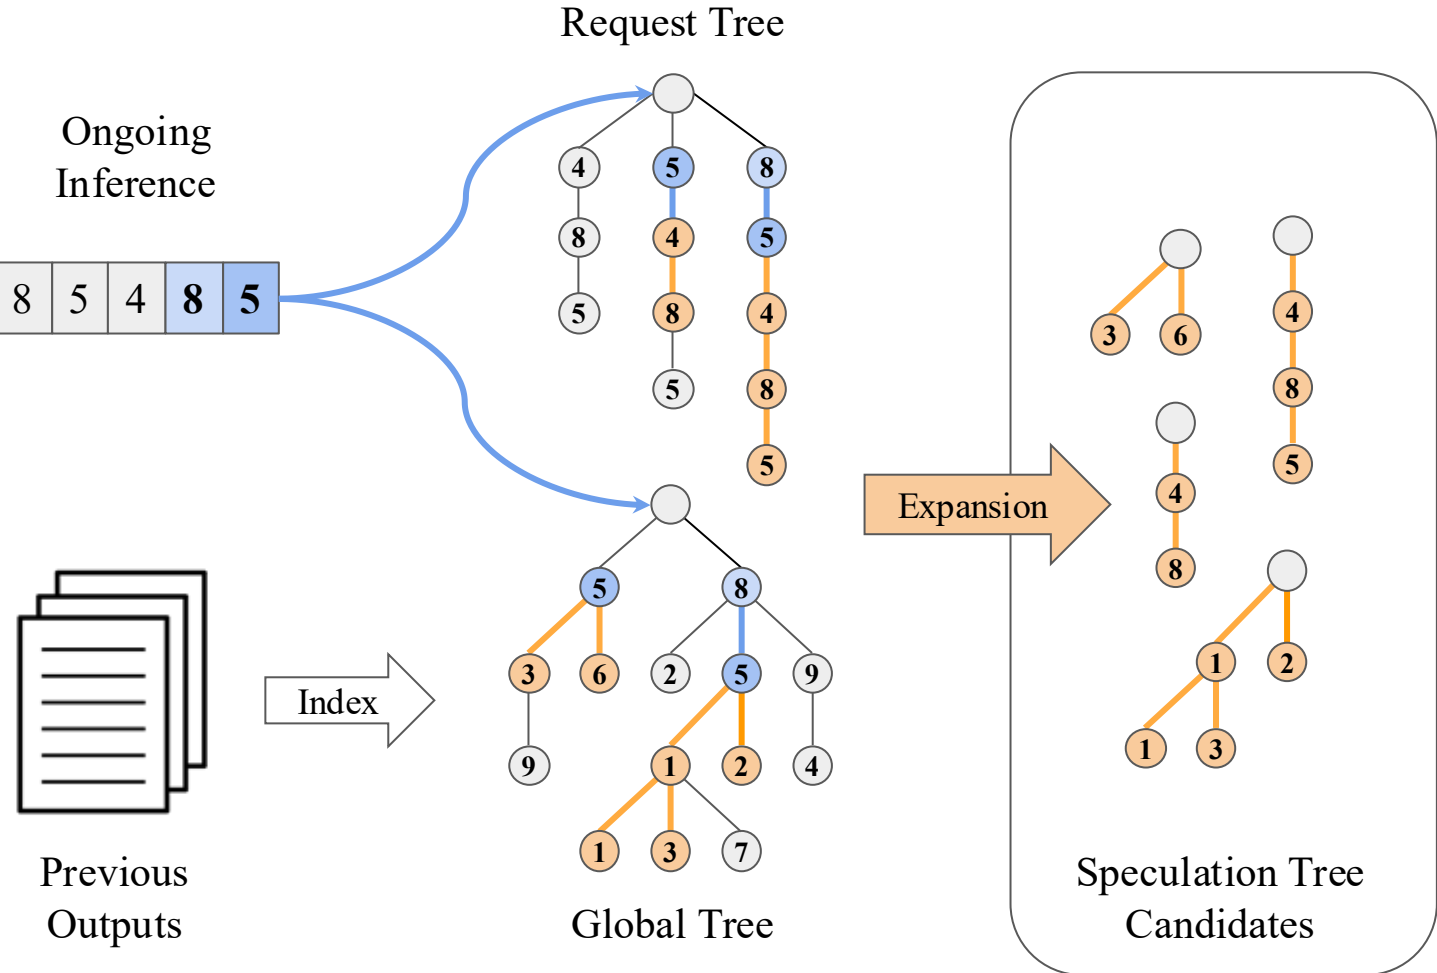 Request Tree
Ongoing
Inference
8 5 4 8 5
4 5 8
8 4 5
5 8 4
5 8
5
5 8
3 6 2 5 9
9 1 2 4
1 3 7
Index
Previous
Outputs
Global Tree
Expansion
3 6
4
8
5
4
8
1 2
1 3
Speculation Tree
Candidates